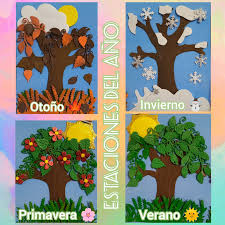 Otoño
Invierno
ESTACIONES DEL AÑO
Primavera
Verano